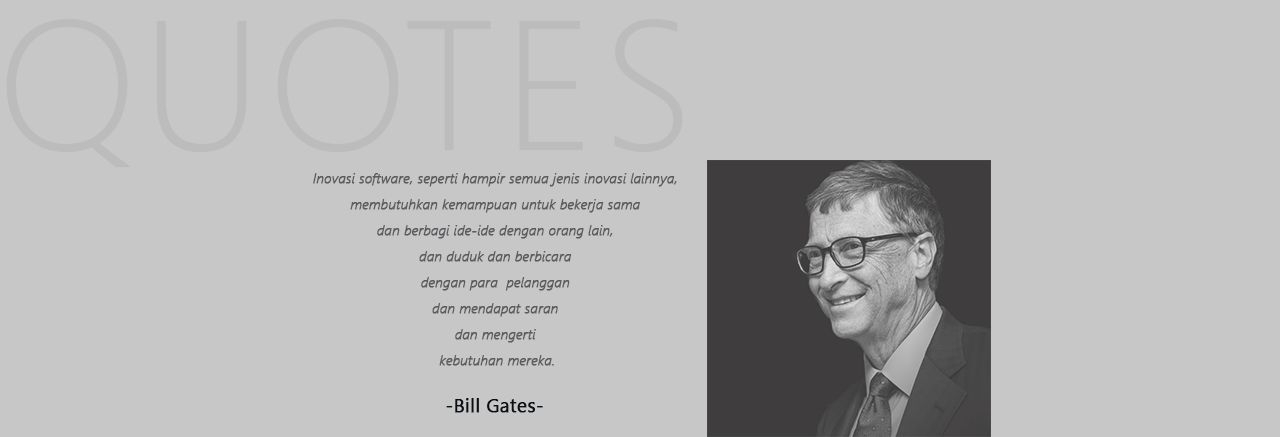 QUOTES
Inovasi software, seperti hampir semua jenis inovasi lainnya,
membutuhkan kemampuan untuk bekerja sama
dan berbagi ide-ide dengan orang lain,
dan duduk dan berbicara
dengan para pelanggan
dan mendapat saran
dan mengerti
kebutuhan mereka.
-Bill Gates-